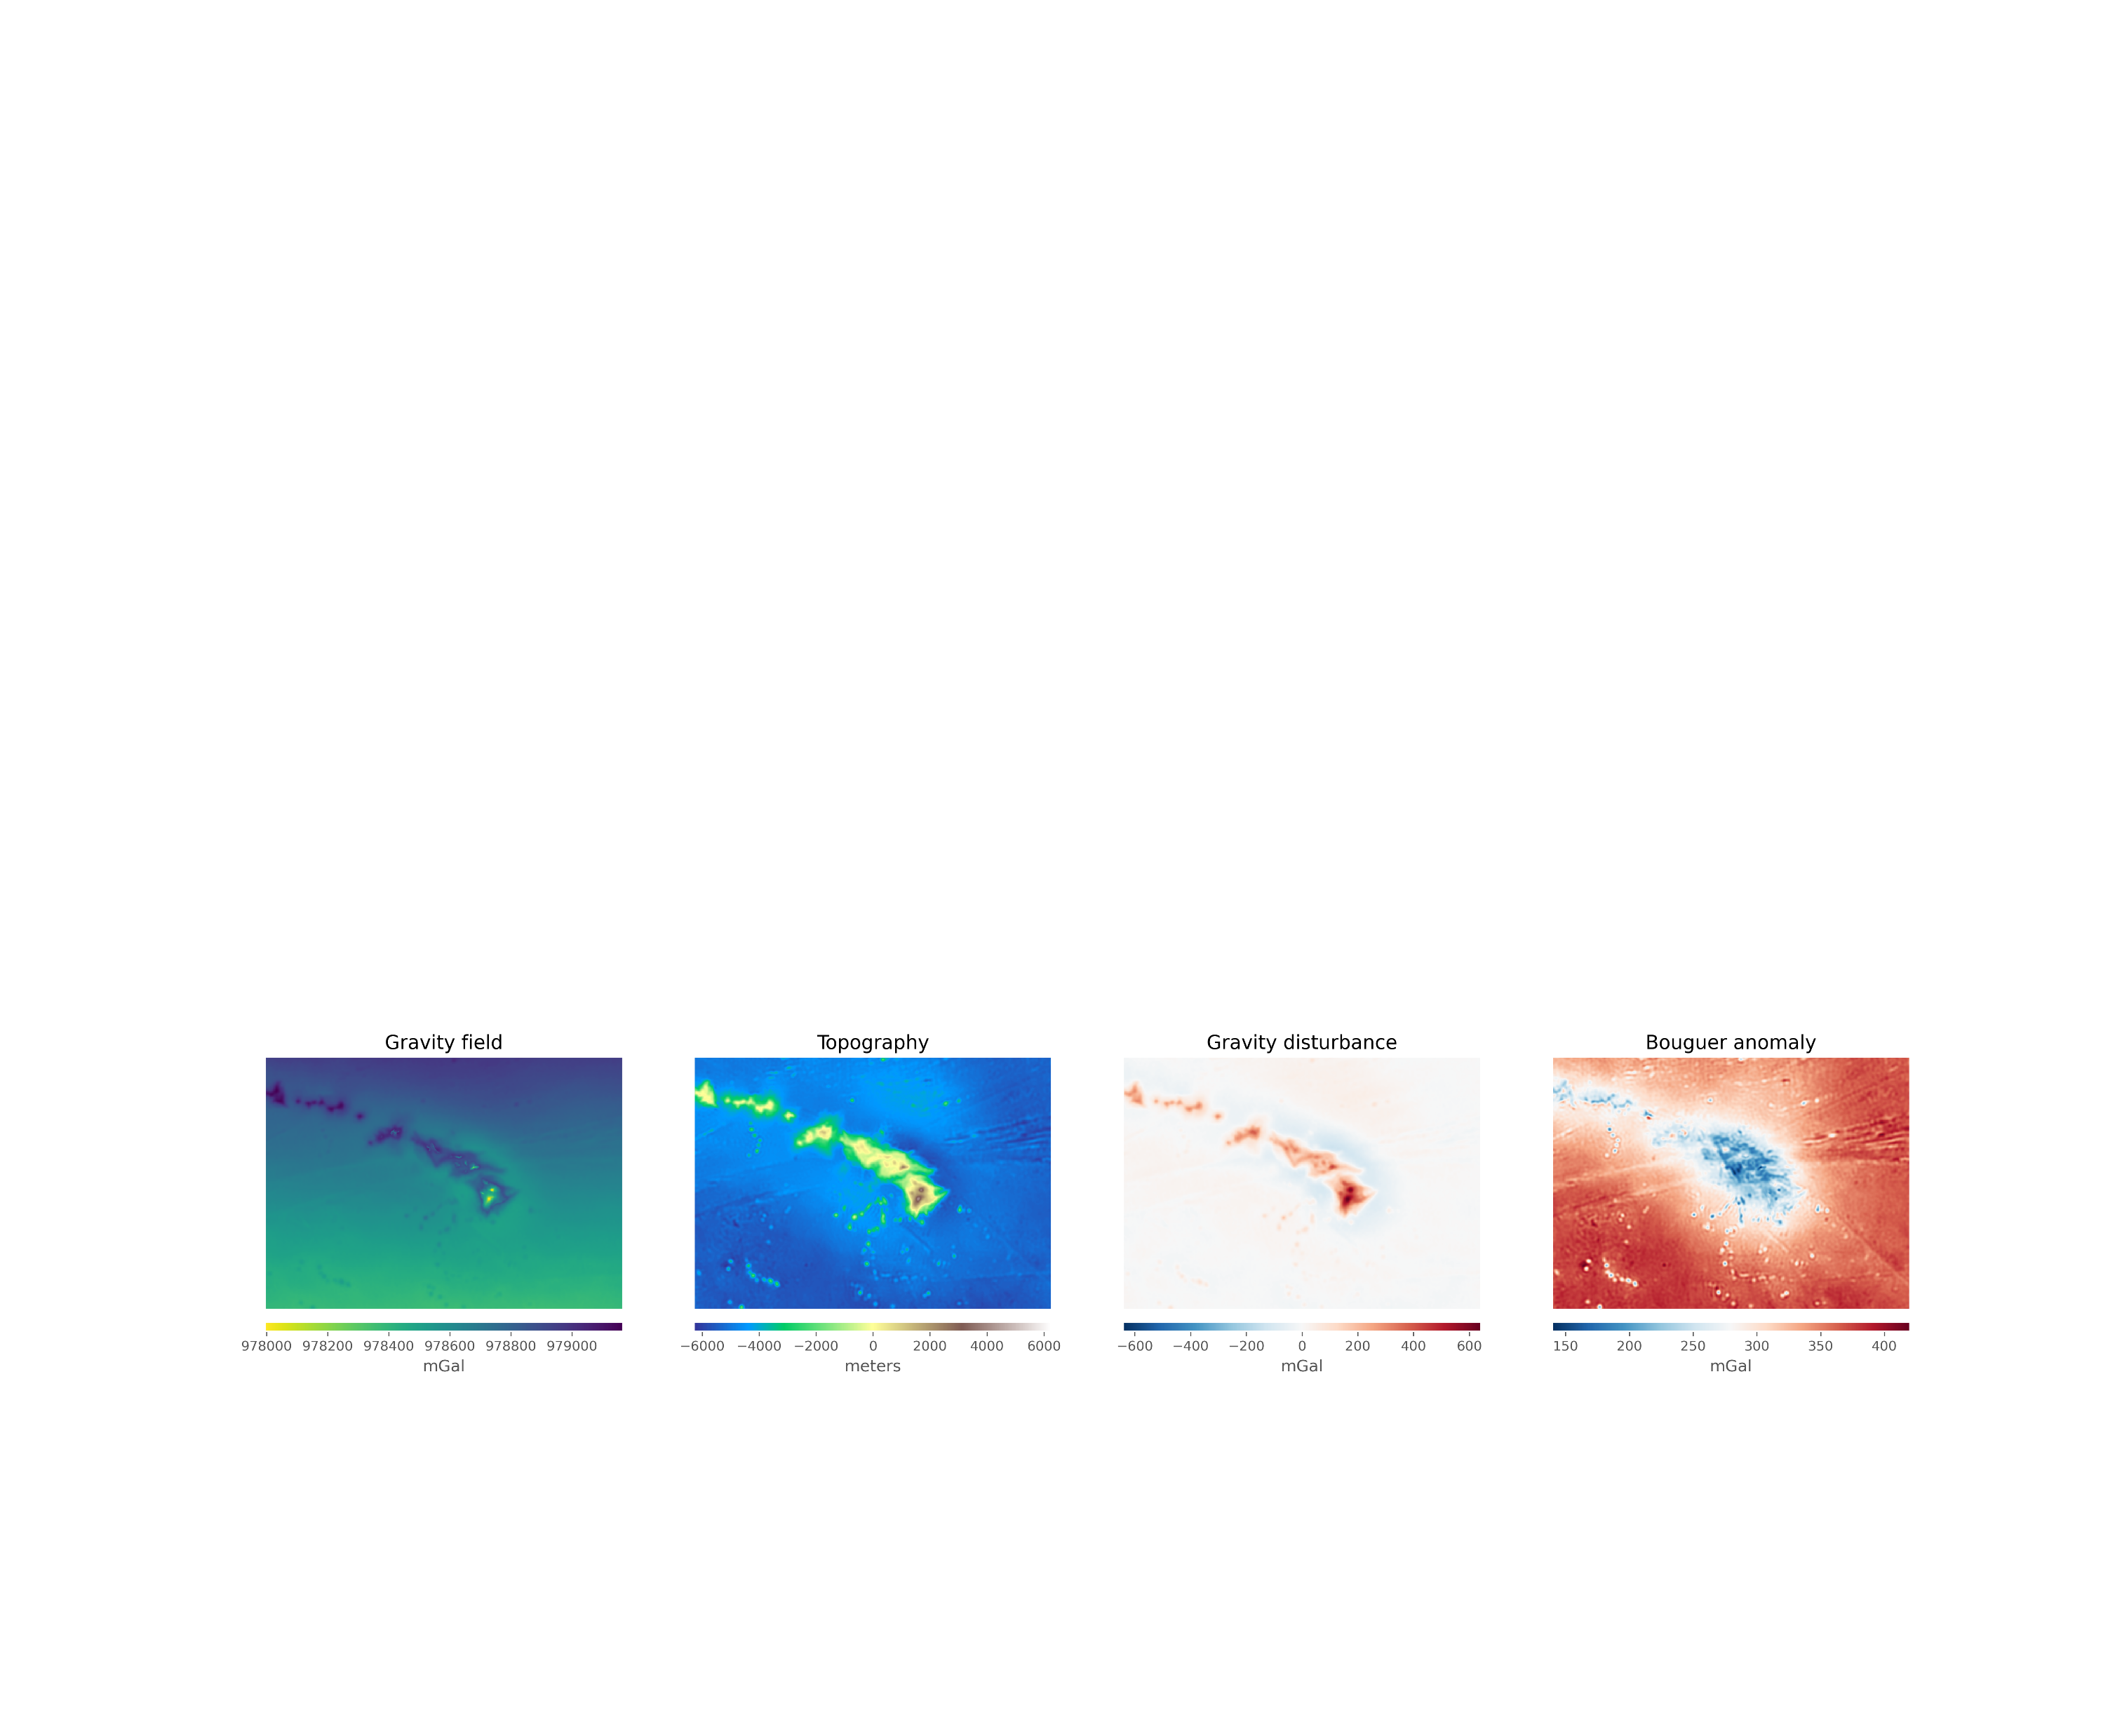 Gravity field
Topography
Gravity disturbance
Bouguer anomaly
978000 978200 978400 978600 978800 979000
mGal
−6000 −4000 −2000 0 2000 4000 6000
meters
−600 −400 −200 0 200 400 600
mGal
150 200 250 300 350 400
mGal